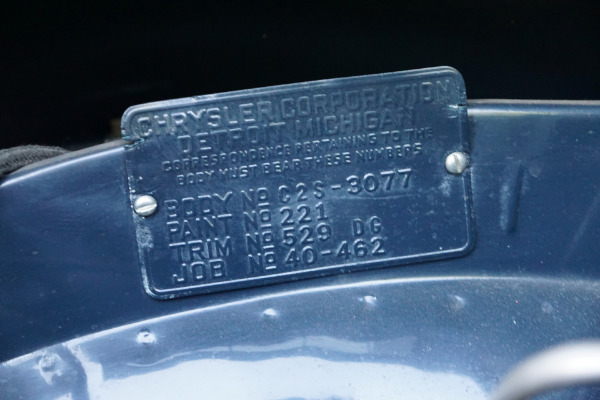 CHRYSLER CORPORATION
DETROIT MICHIGAN
CORRESPONDENCE PERTAINING TO THE
BODY MUST BEAR THESE NUMBERS
BODY NO C2S-3077
PAINT NO 221
TRIM NO 529 DG
JOB NO 40-462